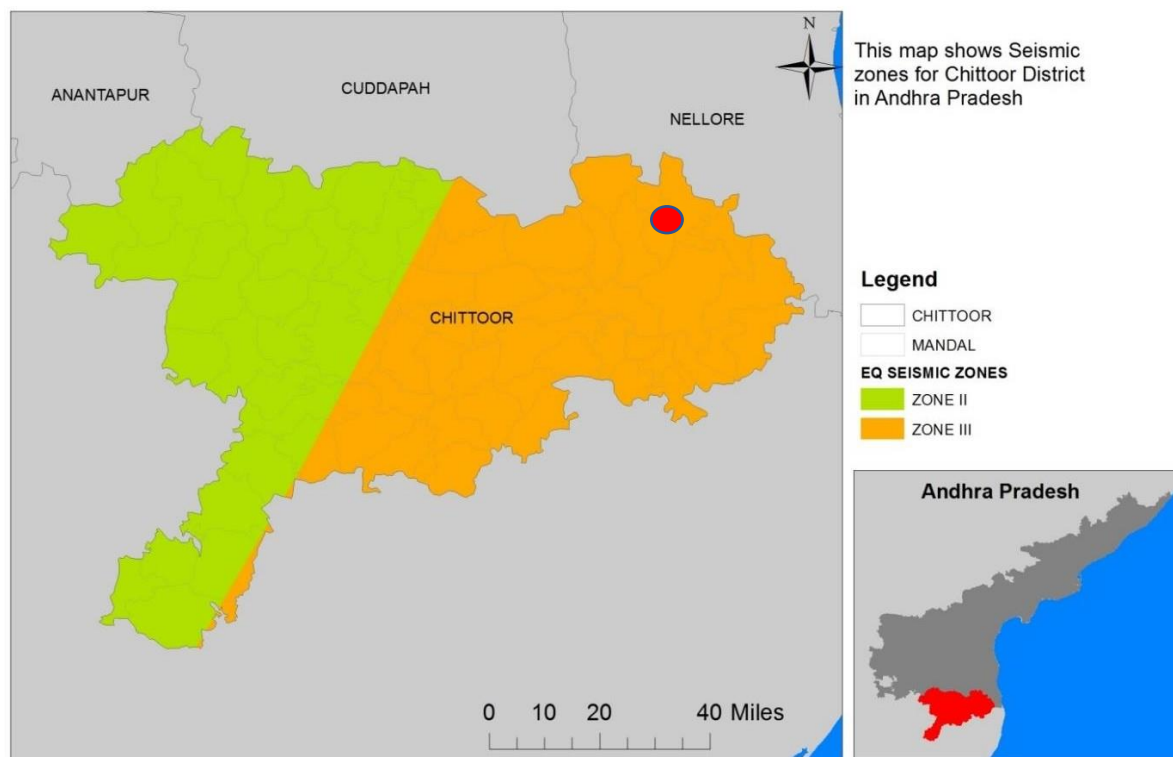 ANANTAPUR
CUDDAPAH
NELLORE
CHITTOOR
N
0 10 20 40 Miles
This map shows Seismic
zones for Chittoor District
in Andhra Pradesh
Legend
CHITTOOR
MANDAL
EQ SEISMIC ZONES
ZONE II
ZONE III
Andhra Pradesh